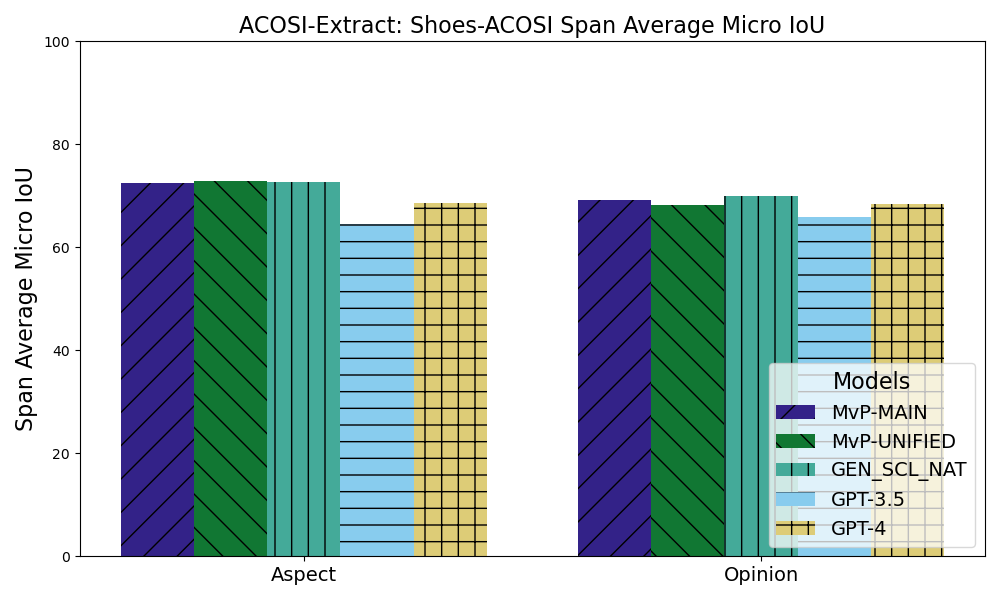 ACOSI-Extract: Shoes-ACOSI Span Average Micro IoU
Span Average Micro IoU
100
80
60
40
20
0
Aspect
Opinion
Models
MvP-MAIN
MvP-UNIFIED
GEN_SCL_NAT
GPT-3.5
GPT-4